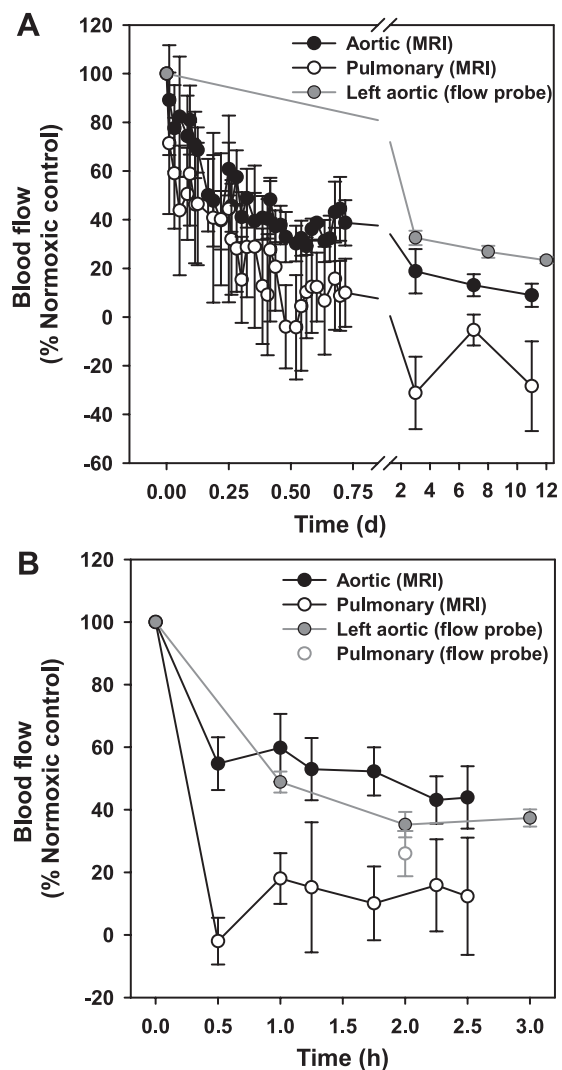 A
Blood flow
(% Normoxic control)
120
100
80
60
40
20
0
-20
-40
-60
Aortic (MRI)
Pulmonary (MRI)
Left aortic (flow probe)
0.00 0.25 0.50 0.75 2 4 6 8 10 12
Time (d)
B
Blood flow
(% Normoxic control)
120
100
80
60
40
20
0
-20
Aortic (MRI)
Pulmonary (MRI)
Left aortic (flow probe)
Pulmonary (flow probe)
0.0 0.5 1.0 1.5 2.0 2.5 3.0
Time (h)